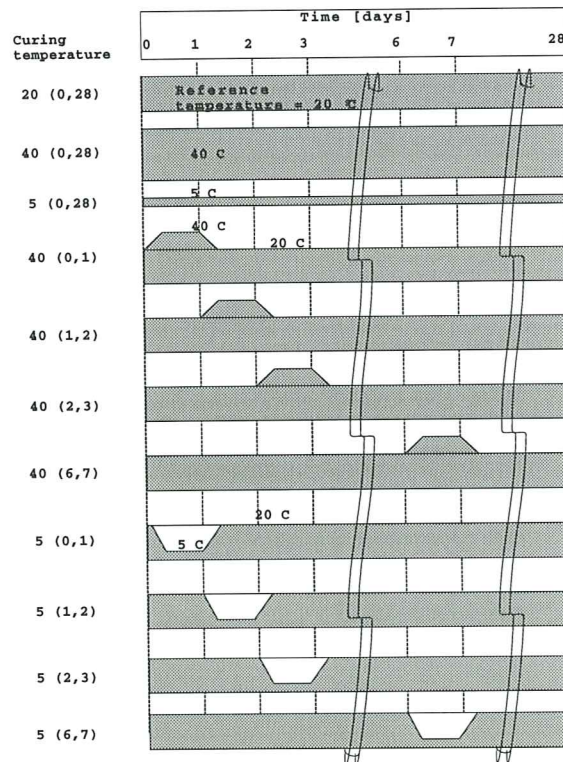 Time [days]
Curing
temperature
0 1 2 3 6 7 28
20 (0,28)
Reference
temperature = 20 °C
40 (0,28)
40 C
5 (0,28)
5 C
40 C
40 (0,1)
20 C
40 (1,2)
40 (2,3)
40 (6,7)
20 C
5 (0,1)
5 C
5 (1,2)
5 (2,3)
5 (6,7)